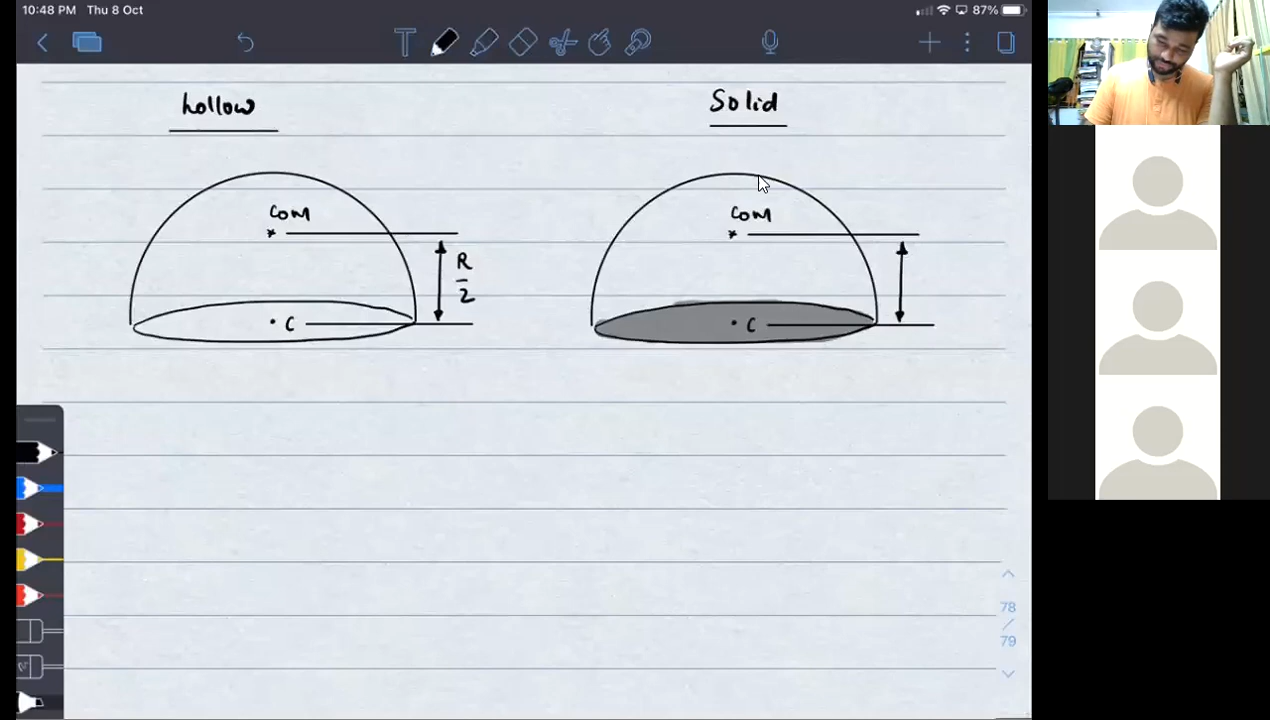 10:48 PM Thu 8 Oct
87%
T
hollow
Solid
COM
COM
R
2
C
C
78
/
79